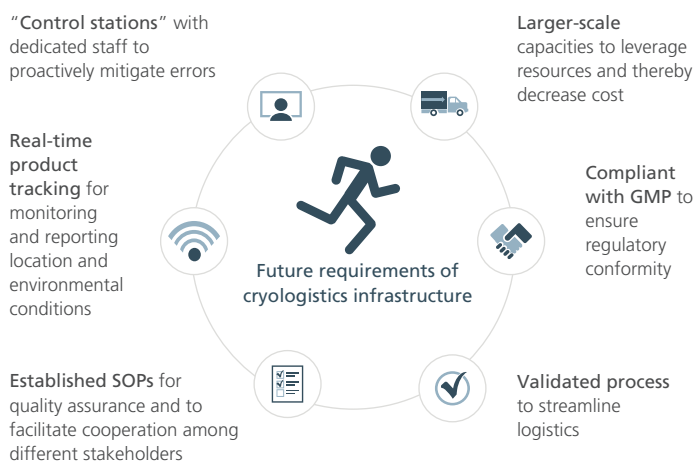 “Control stations” with
dedicated staff to
proactively mitigate errors
Larger-scale
capacities to leverage
resources and thereby
decrease cost
Real-time
product
tracking for
monitoring
and reporting
location and
environmental
conditions
Compliant
with GMP to
ensure
regulatory
conformity
Future requirements of
cryologistics infrastructure
Established SOPs for
quality assurance and to
facilitate cooperation among
different stakeholders
Validated process
to streamline
logistics